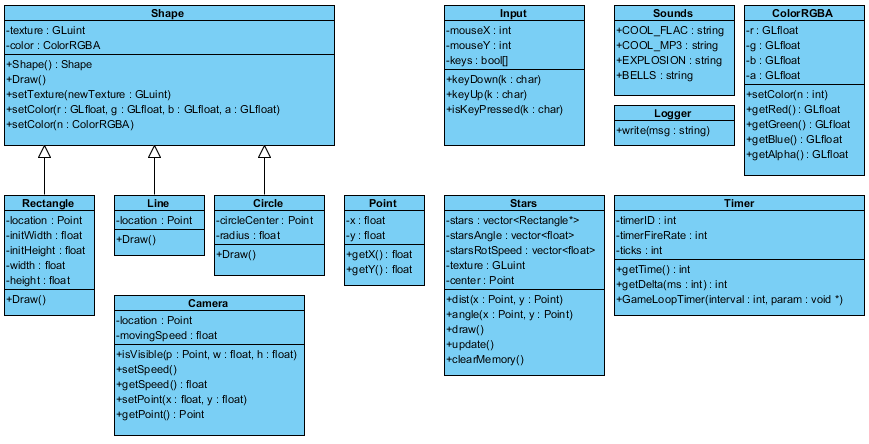 Shape
-texture : GLuint
-color : ColorRGBA
+Shape() : Shape
+Draw()
+setTexture(newTexture : GLuint)
+setColor(r : GLfloat, g : GLfloat, b : GLfloat, a : GLfloat)
+setColor(n : ColorRGBA)
Input
-mouseX : int
-mouseY : int
-keys : bool[]
+keyDown(k : char)
+keyUp(k : char)
+isKeyPressed(k : char)
Sounds
+COOL_FLAC : string
+COOL_MP3 : string
+EXPLOSION : string
+BELLS : string
Logger
+write(msg : string)
ColorRGBA
-r : GLfloat
-g : GLfloat
-b : GLfloat
-a : GLfloat
+setColor(n : int)
+getRed() : GLfloat
+getGreen() : GLfloat
+getBlue() : GLfloat
+getAlpha() : GLfloat
Rectangle
-location : Point
-initWidth : float
-initHeight : float
-width : float
-height : float
+Draw()
Line
-location : Point
+Draw()
Circle
-circleCenter : Point
-radius : float
+Draw()
Point
-x : float
-y : float
+getX() : float
+getY() : float
Stars
-stars : vector<Rectangle*>
-starsAngle : vector<float>
-starsRotSpeed : vector<float>
-texture : GLuint
-center : Point
+dist(x : Point, y : Point)
+angle(x : Point, y : Point)
+draw()
+update()
+clearMemory()
Timer
-timerID : int
-timerFireRate : int
-ticks : int
+getTime() : int
+getDelta(ms : int) : int
+GameLoopTimer(interval : int, param : void *)
Camera
-location : Point
-movingSpeed : float
+isVisible(p : Point, w : float, h : float)
+setSpeed()
+getSpeed() : float
+setPoint(x : float, y : float)
+getPoint() : Point